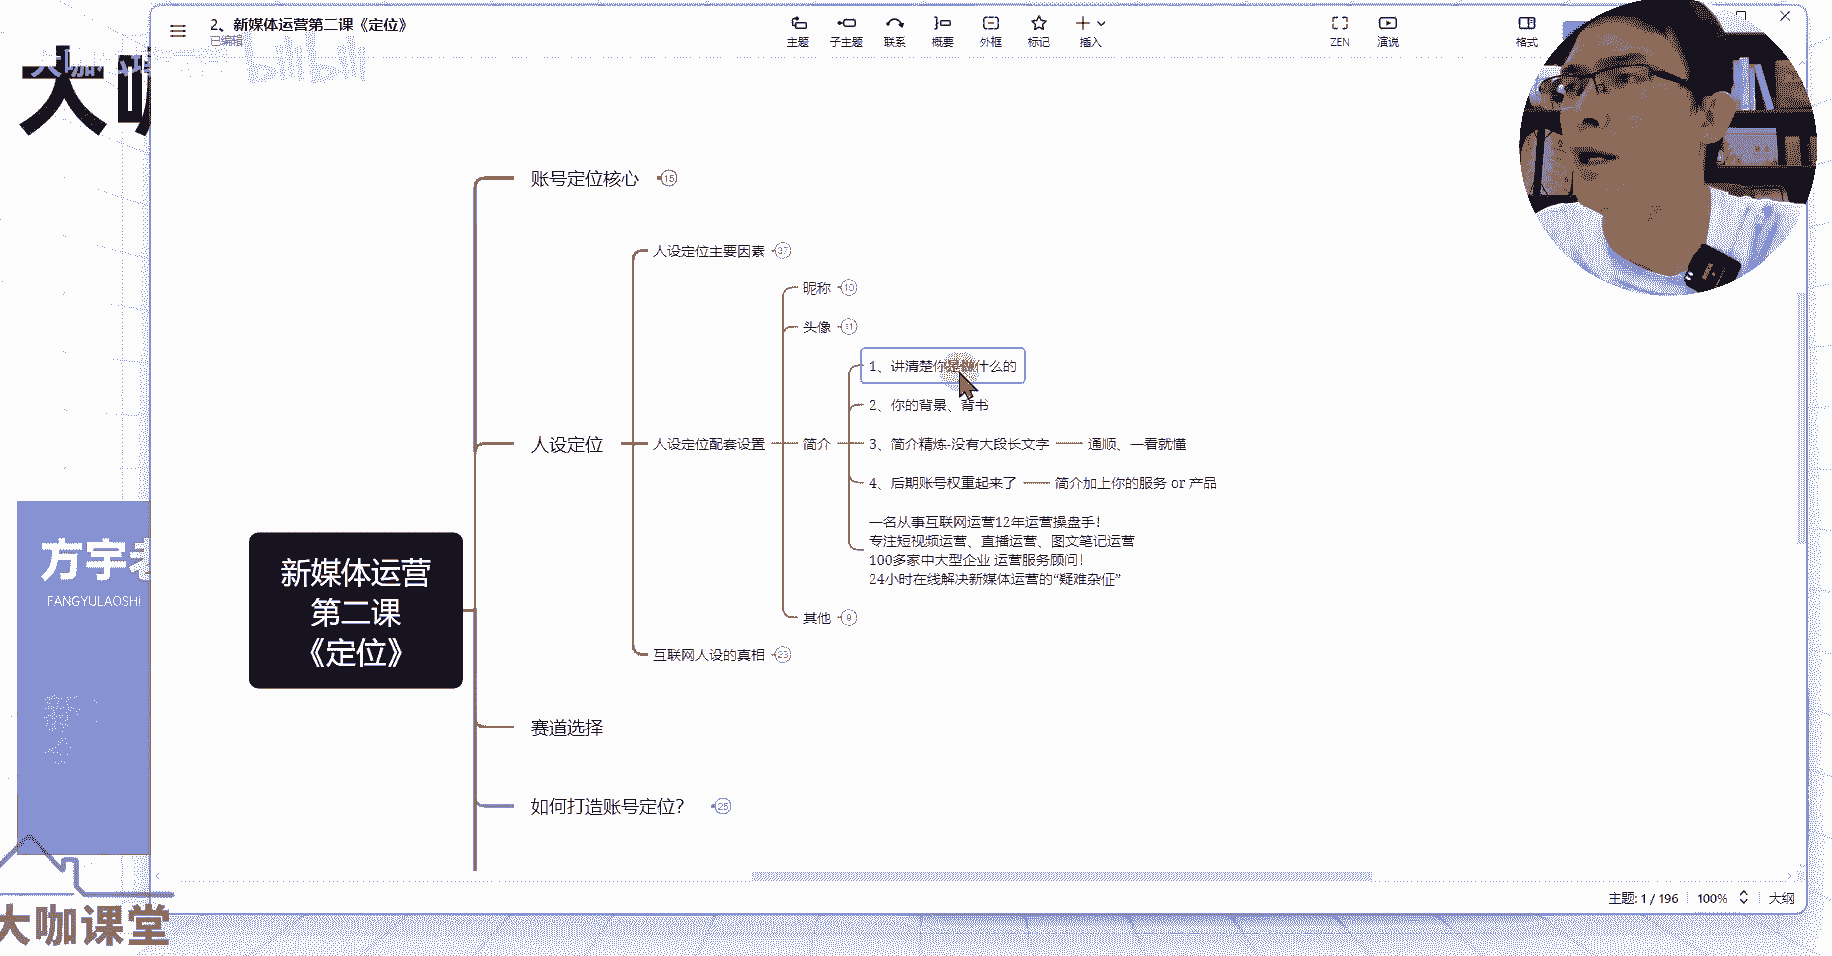 2、新媒体运营第二课《定位》
已编辑
主题
子主题
联系
概要
外框
标记
插入
ZEN
演说
格式
bilibili
大咖
账号定位核心
15
人设定位主要因素
37
昵称
10
头像
1、讲清楚你是做什么的
2、你的背景、背书
人设定位
人设定位配套设置
简介
3、简介精炼-没有大段长文字
通顺、一看就懂
4、后期账号权重起来了
简介加上你的服务 or 产品
一名从事互联网运营12年运营操盘手!
专注短视频运营、直播运营、图文笔记运营
100多家中大型企业 运营服务顾问!
24小时在线解决新媒体运营的“疑难杂症”
其他
9
互联网人设的真相
23
新媒体运营
第二课
《定位》
方宇老
FANGYULAOSHI
赛道选择
如何打造账号定位?
25
主题: 1 / 196
100%
大纲
大咖课堂